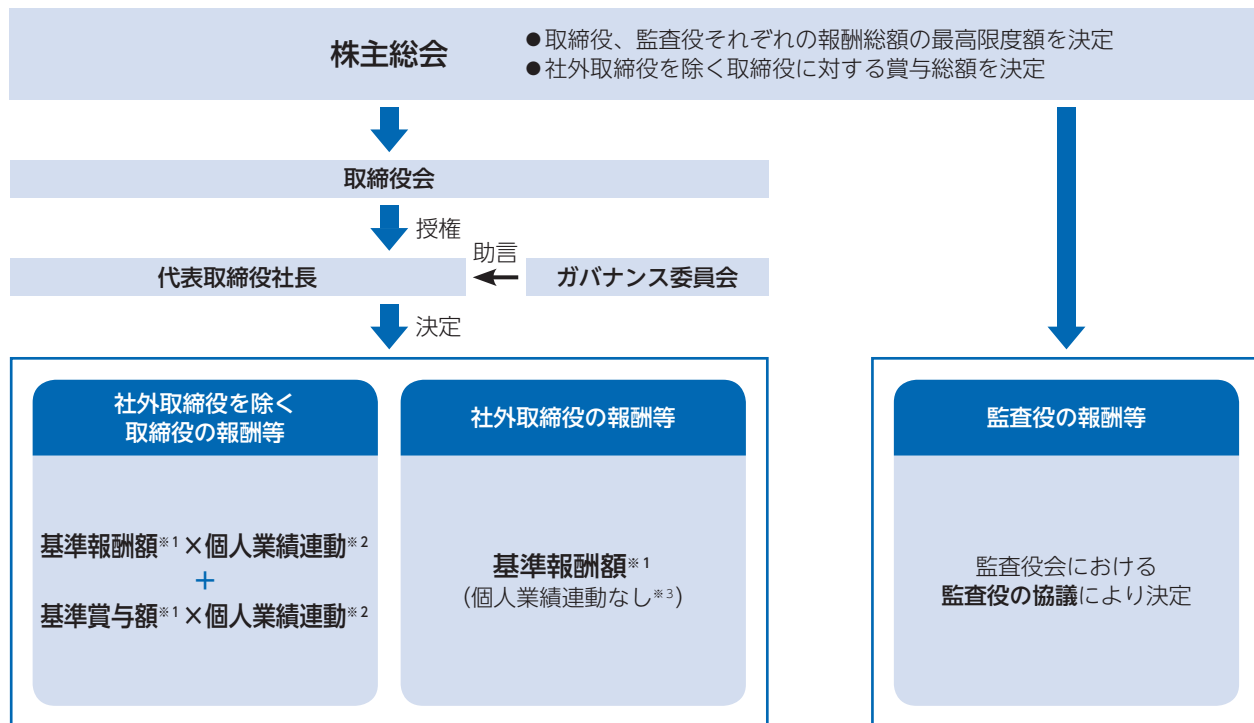 株主総会
●取締役、監査役それぞれの報酬総額の最高限度額を決定
●社外取締役を除く取締役に対する賞与総額を決定
取締役会
授権
助言
代表取締役社長
ガバナンス委員会
決定
社外取締役を除く
取締役の報酬等
基準報酬額※1×個人業績連動※2
+
基準賞与額※1×個人業績連動※2
社外取締役の報酬等
基準報酬額※1
(個人業績連動なし※3)
監査役の報酬等
監査役会における
監査役の協議により決定